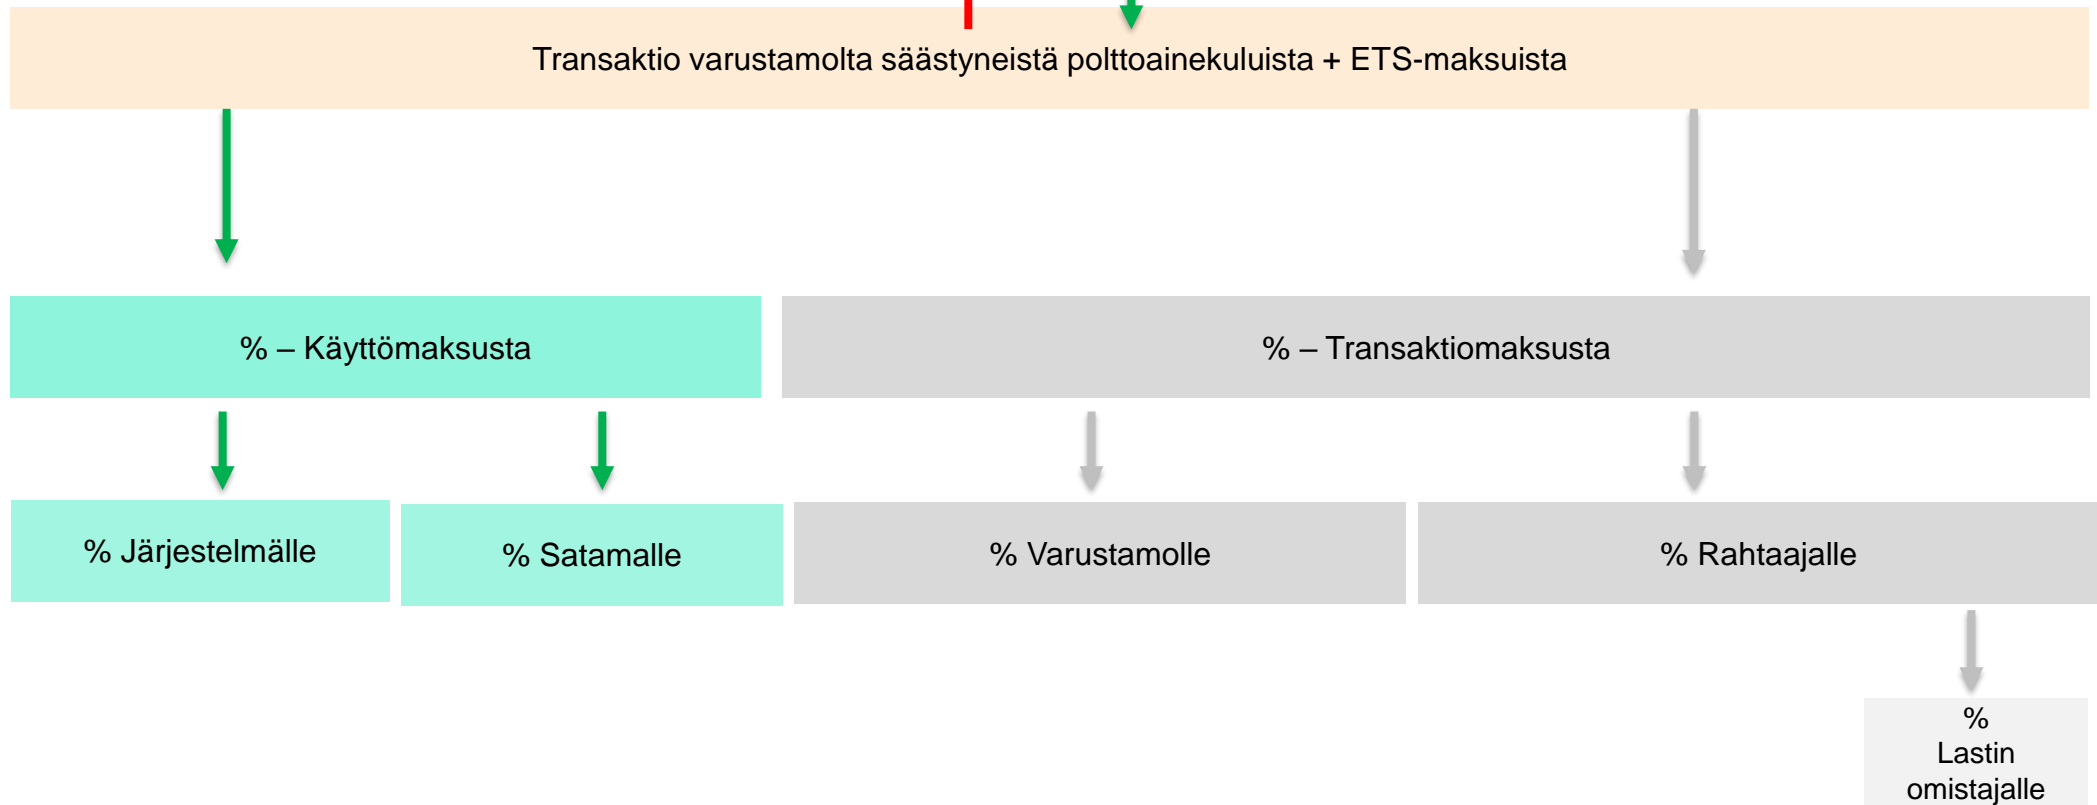 Transaktio varustamolta säästyneistä polttoainekuluista + ETS-maksuista
% – Käyttömaksusta
% – Transaktiomaksusta
% Järjestelmälle
% Satamalle
% Varustamolle
% Rahtaajalle
%
Lastin
omistajalle